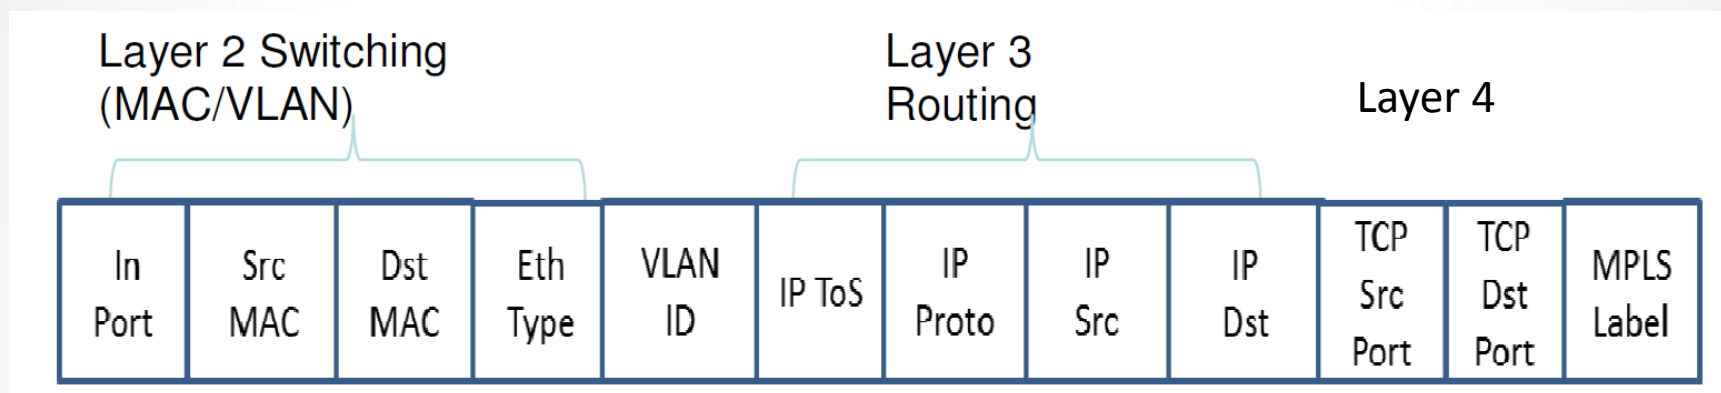 Layer 2 Switching
(MAC/VLAN)
Layer 3
Routing
Layer 4
In
Port
Src
MAC
Dst
MAC
Eth
Type
VLAN
ID
IP ToS
IP
Proto
IP
Src
IP
Dst
TCP
Src
Port
TCP
Dst
Port
MPLS
Label